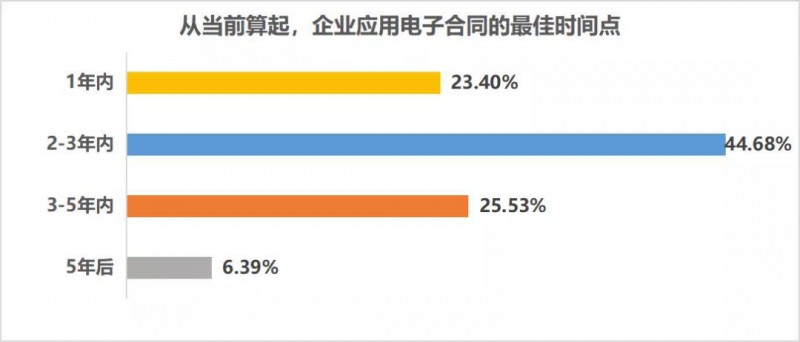 从当前算起，企业应用电子合同的最佳时间点
1年内 23.40%
2-3年内 44.68%
3-5年内 25.53%
5年后 6.39%